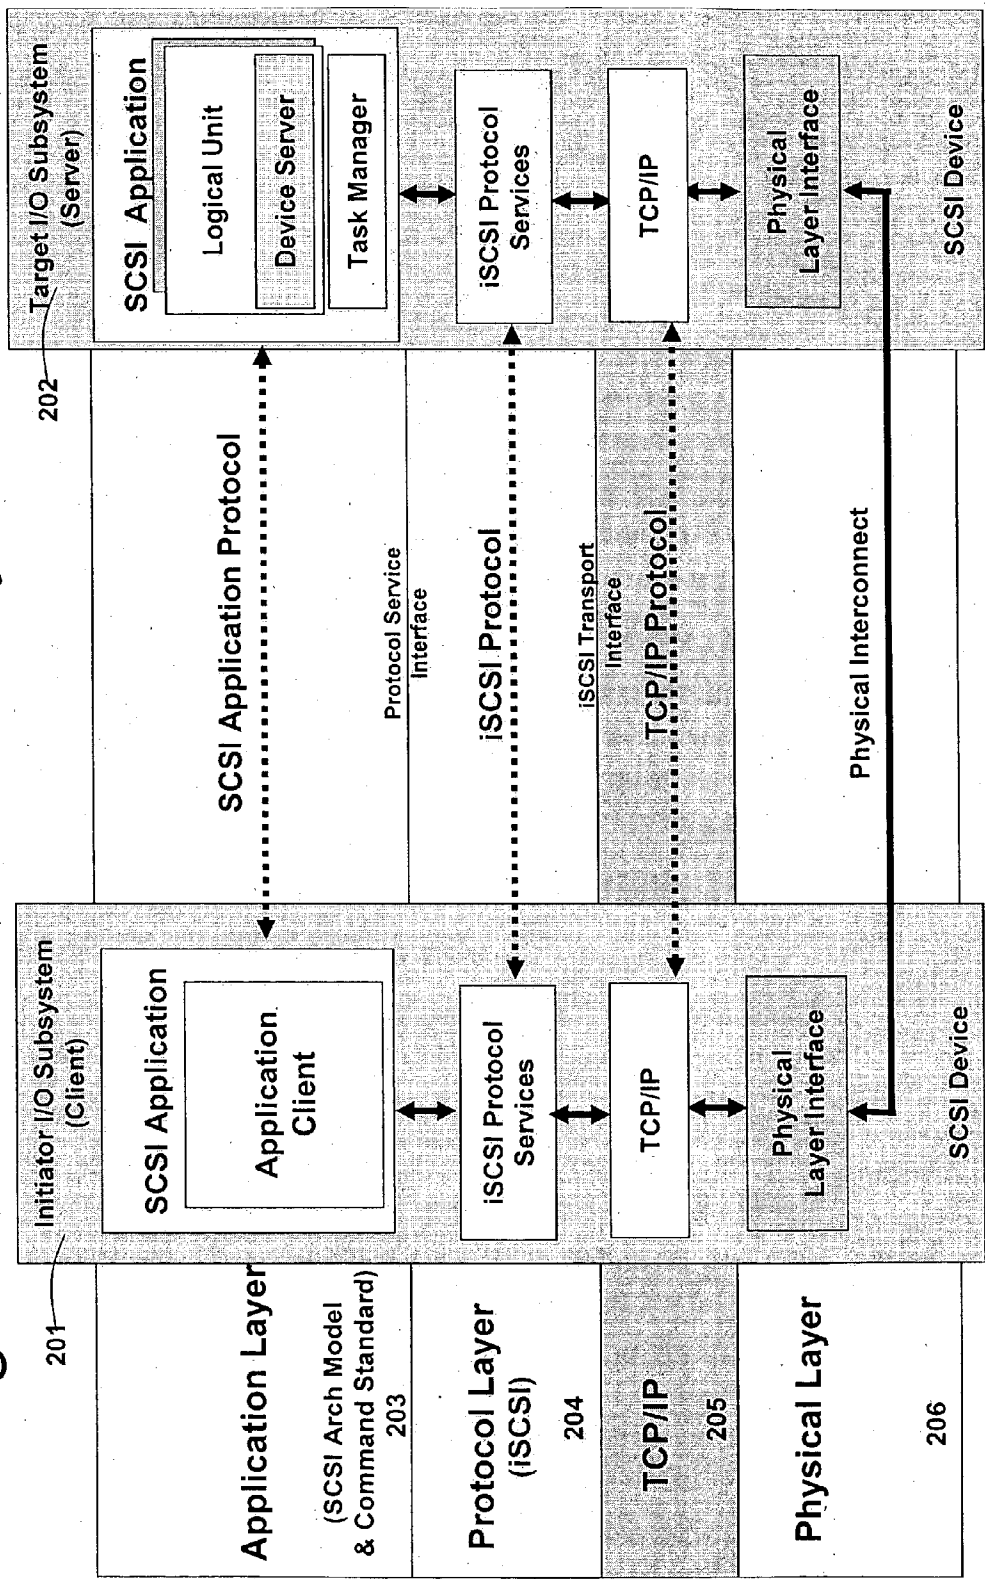 Initiator I/O Subsystem
(Client)
201
Target I/O Subsystem
(Server)
202
Application Layer
(SCSI Arch Model
& Command Standard)
203
SCSI Application
Application
Client
SCSI Application Protocol
SCSI Application
Logical Unit
Device Server
Task Manager
Protocol Service
Interface
Protocol Layer
(iSCSI)
204
iSCSI Protocol
Services
iSCSI Protocol
iSCSI Protocol
Services
iSCSI Transport
Interface
TCP/IP
205
TCP/IP
TCP/IP Protocol
TCP/IP
Physical Layer
206
Physical
Layer Interface
Physical Interconnect
Physical
Layer Interface
SCSI Device
SCSI Device